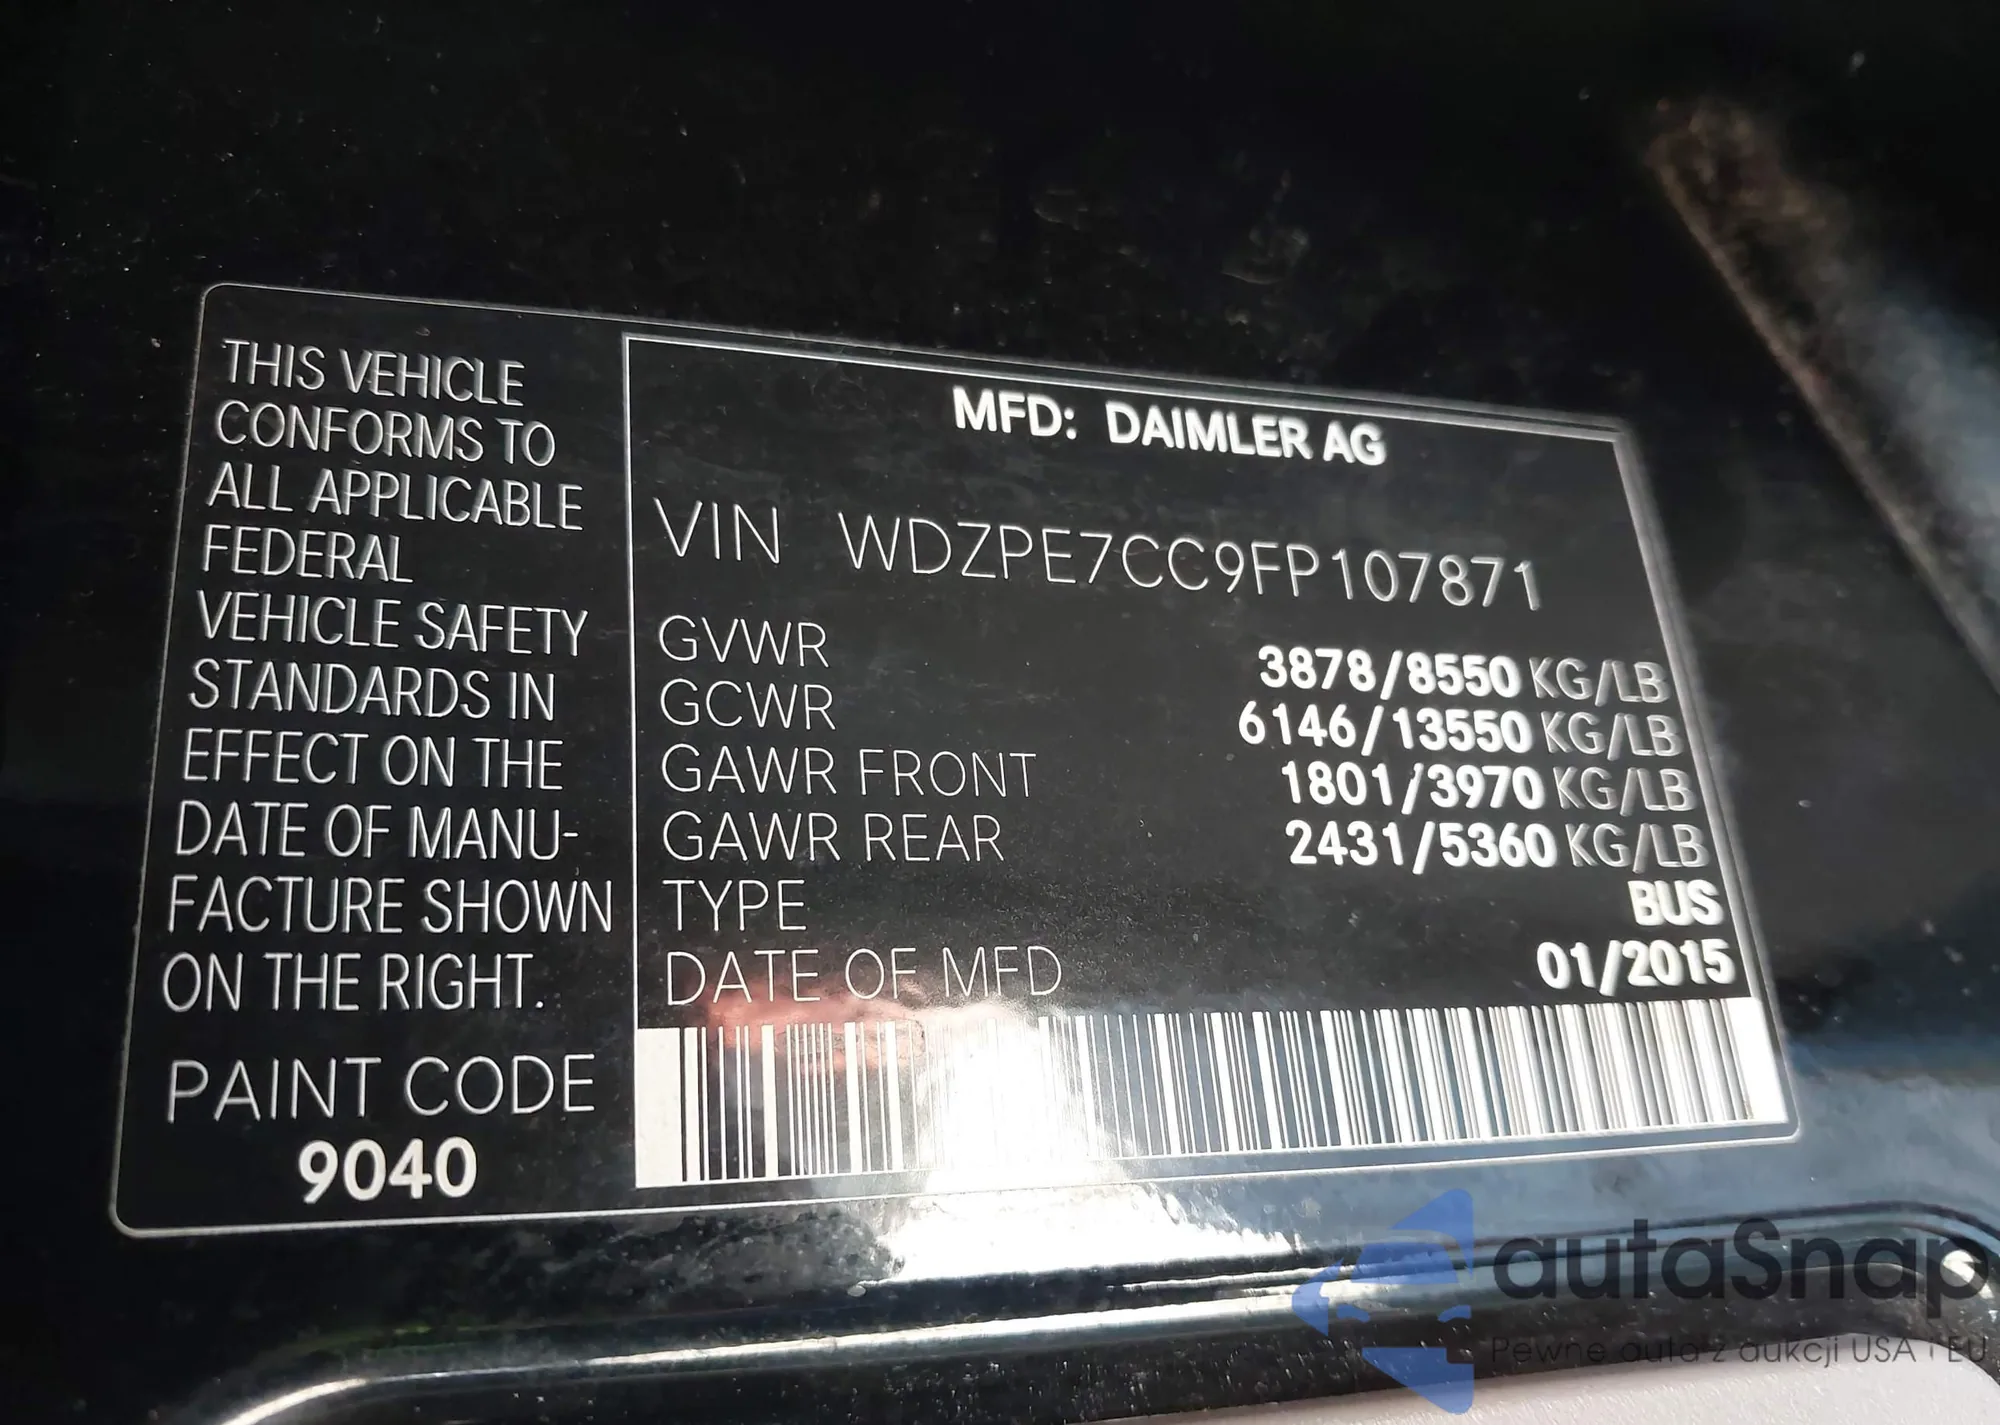 THIS VEHICLE
CONFORMS TO
ALL APPLICABLE
FEDERAL
VEHICLE SAFETY
STANDARDS IN
EFFECT ON THE
DATE OF MANU-
FACTURE SHOWN
ON THE RIGHT.
PAINT CODE
9040
MFD: DAIMLER AG
VIN WDZPE7CC9FP107871
GVWR 3878/8550 KG/LB
GCWR 6146/13550 KG/LB
GAWR FRONT 1801/3970 KG/LB
GAWR REAR 2431/5360 KG/LB
TYPE BUS
DATE OF MFD 01/2015
autaSnap
Pewne auta z aukcji USA i EU